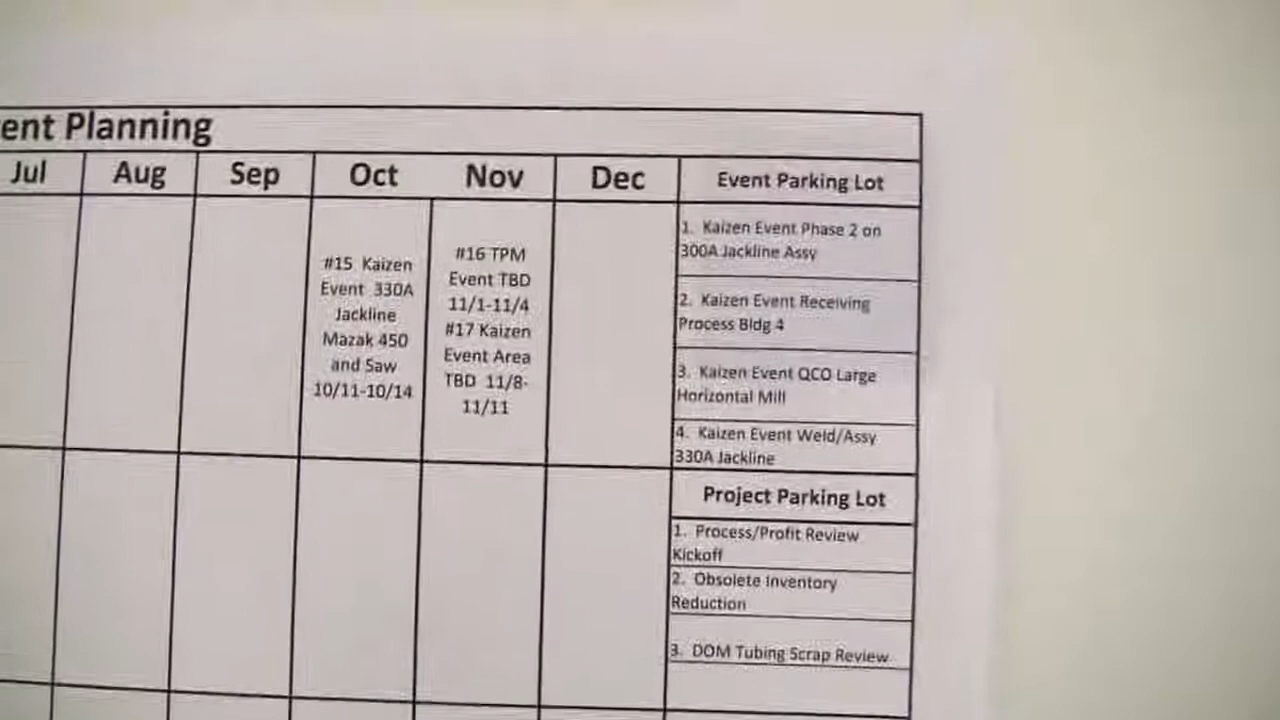 ent Planning
Jul Aug Sep Oct Nov Dec Event Parking Lot
#15 Kaizen
Event 330A
Jackline
Mazak 450
and Saw
10/11-10/14
#16 TPM
Event TBD
11/1-11/4
#17 Kaizen
Event Area
TBD 11/8-
11/11
1. Kaizen Event Phase 2 on
300A Jackline Assy
2. Kaizen Event Receiving
Process Bldg 4
3. Kaizen Event QCO Large
Horizontal Mill
4. Kaizen Event Weld/Assy
330A Jackline
Project Parking Lot
1. Process/Profit Review
Kickoff
2. Obsolete Inventory
Reduction
3. DOM Tubing Scrap Review